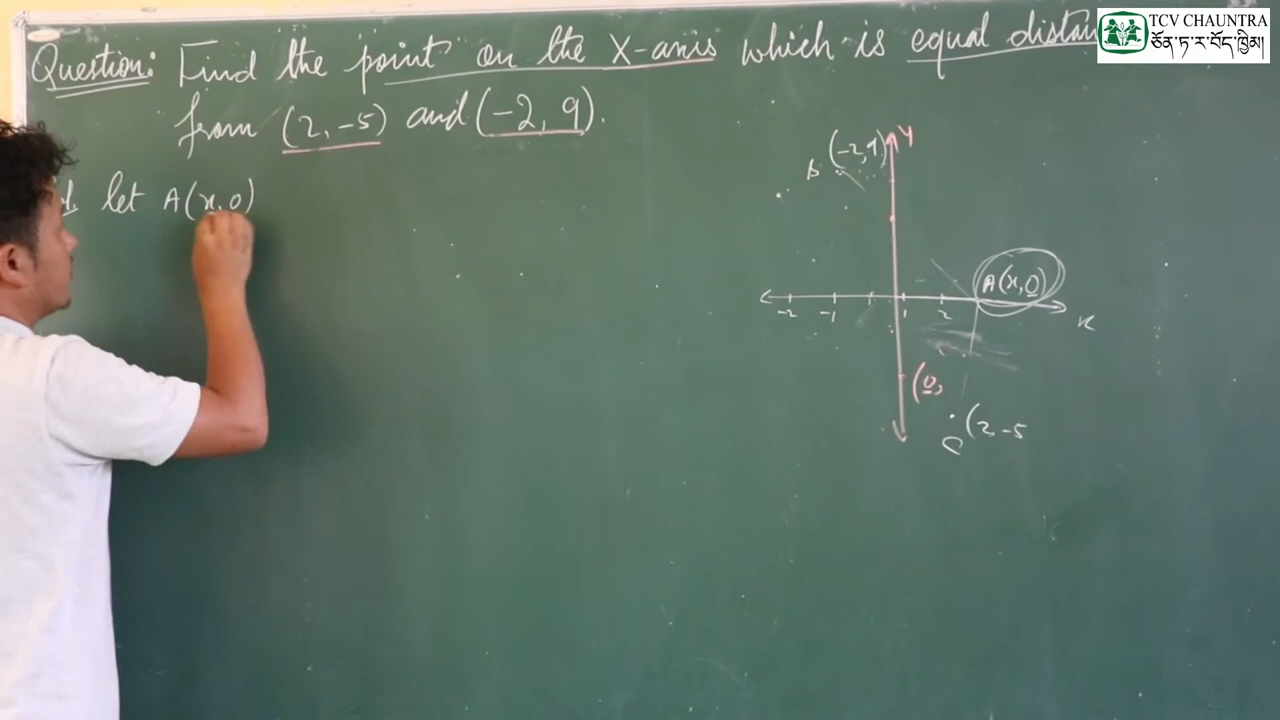 Question: Find the point on the X-axis which is equal distan
from (2, -5) and (-2, 9).
let A(x, 0)
TCV CHAUNTRA
ཅོན་ཏ་ར་བོད་ཁྱིམ།
B (-2, 9) Y
A(x, 0)
-2 -1 1 2 x
(0,
(2, -5